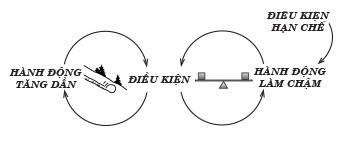 ĐIỀU KIỆN
HẠN CHẾ
HÀNH ĐỘNG
TĂNG DẦN
ĐIỀU KIỆN
HÀNH ĐỘNG
LÀM CHẬM